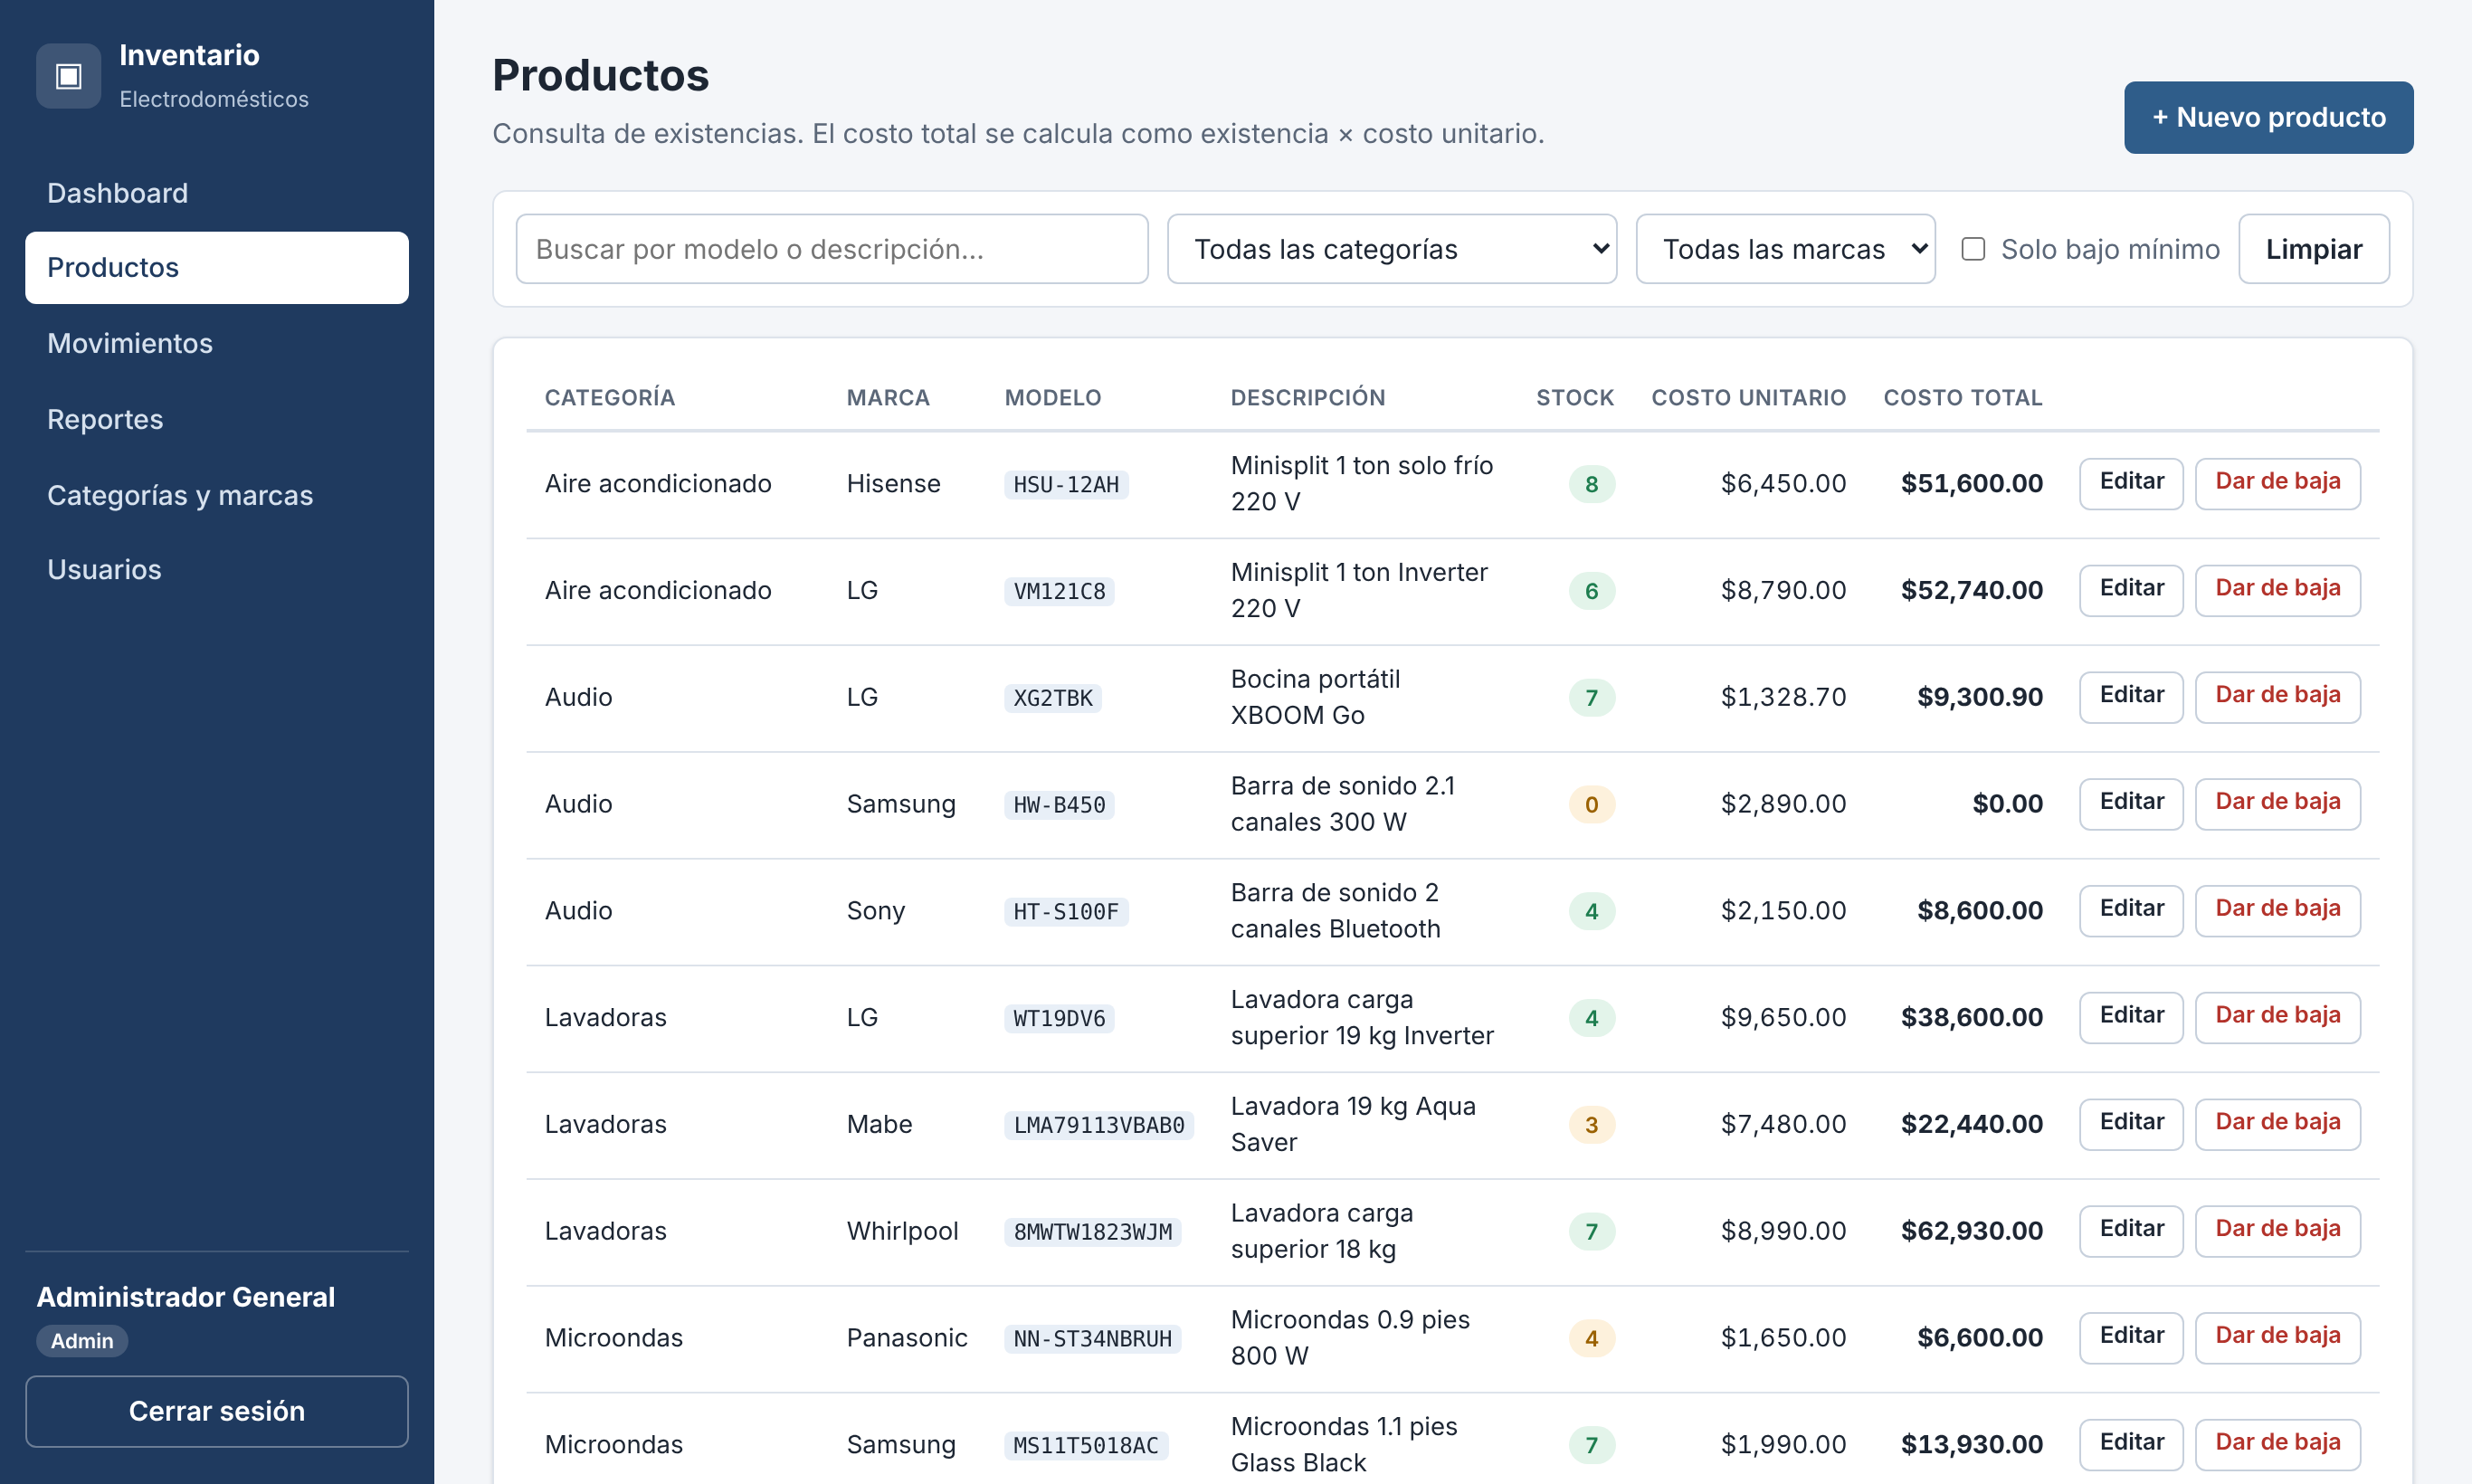 Inventario
Electrodomésticos
Dashboard
Productos
Movimientos
Reportes
Categorías y marcas
Usuarios
Administrador General
Admin
Cerrar sesión
Productos
Consulta de existencias. El costo total se calcula como existencia × costo unitario.
+ Nuevo producto
Buscar por modelo o descripción... Todas las categorías Todas las marcas Solo bajo mínimo Limpiar
CATEGORÍA MARCA MODELO DESCRIPCIÓN STOCK COSTO UNITARIO COSTO TOTAL
Aire acondicionado Hisense HSU-12AH Minisplit 1 ton solo frío 8 $6,450.00 $51,600.00 Editar Dar de baja
220 V
Aire acondicionado LG VM121C8 Minisplit 1 ton Inverter 6 $8,790.00 $52,740.00 Editar Dar de baja
220 V
Audio LG XG2TBK Bocina portátil 7 $1,328.70 $9,300.90 Editar Dar de baja
XBOOM Go
Audio Samsung HW-B450 Barra de sonido 2.1 0 $2,890.00 $0.00 Editar Dar de baja
canales 300 W
Audio Sony HT-S100F Barra de sonido 2 4 $2,150.00 $8,600.00 Editar Dar de baja
canales Bluetooth
Lavadoras LG WT19DV6 Lavadora carga 4 $9,650.00 $38,600.00 Editar Dar de baja
superior 19 kg Inverter
Lavadoras Mabe LMA79113VBAB0 Lavadora 19 kg Aqua 3 $7,480.00 $22,440.00 Editar Dar de baja
Saver
Lavadoras Whirlpool 8MWTW1823WJM Lavadora carga 7 $8,990.00 $62,930.00 Editar Dar de baja
superior 18 kg
Microondas Panasonic NN-ST34NBRUH Microondas 0.9 pies 4 $1,650.00 $6,600.00 Editar Dar de baja
800 W
Microondas Samsung MS11T5018AC Microondas 1.1 pies 7 $1,990.00 $13,930.00 Editar Dar de baja
Glass Black